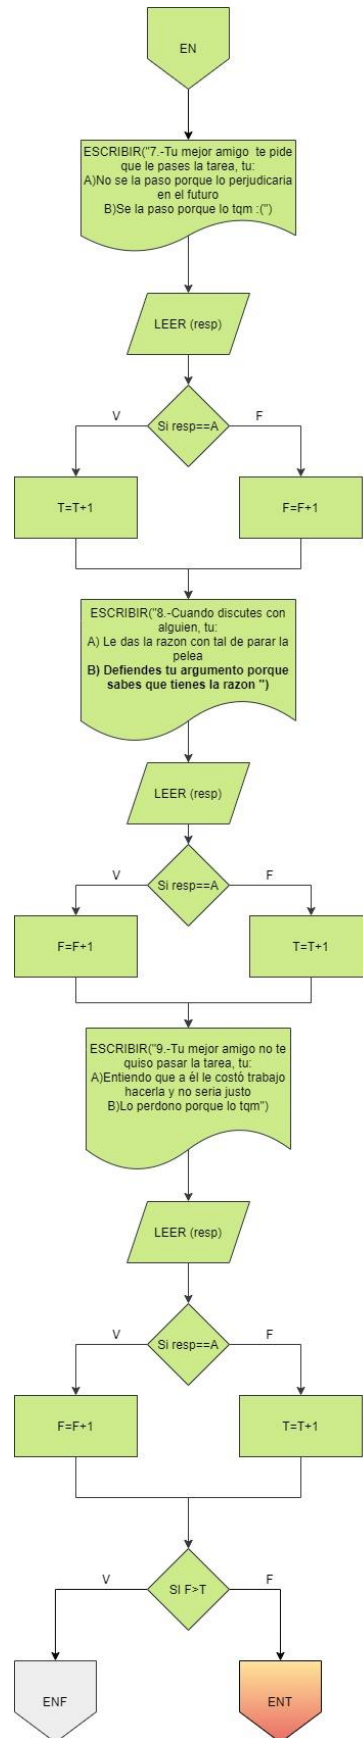 EN
ESCRIBIR("7.-Tu mejor amigo te pide
que le pases la tarea, tu:
A)No se la paso porque lo perjudicaria
en el futuro
B)Se la paso porque lo tqm :(")
LEER (resp)
V
Si resp==A
F
T=T+1
F=F+1
ESCRIBIR("8.-Cuando discutes con
alguien, tu:
A) Le das la razon con tal de parar la
pelea
B) Defiendes tu argumento porque
sabes que tienes la razon ")
LEER (resp)
V
Si resp==A
F
F=F+1
T=T+1
ESCRIBIR("9.-Tu mejor amigo no te
quiso pasar la tarea, tu:
A)Entiendo que a él le costó trabajo
hacerla y no seria justo
B)Lo perdono porque lo tqm")
LEER (resp)
V
Si resp==A
F
F=F+1
T=T+1
V
SI F>T
F
ENF
ENT